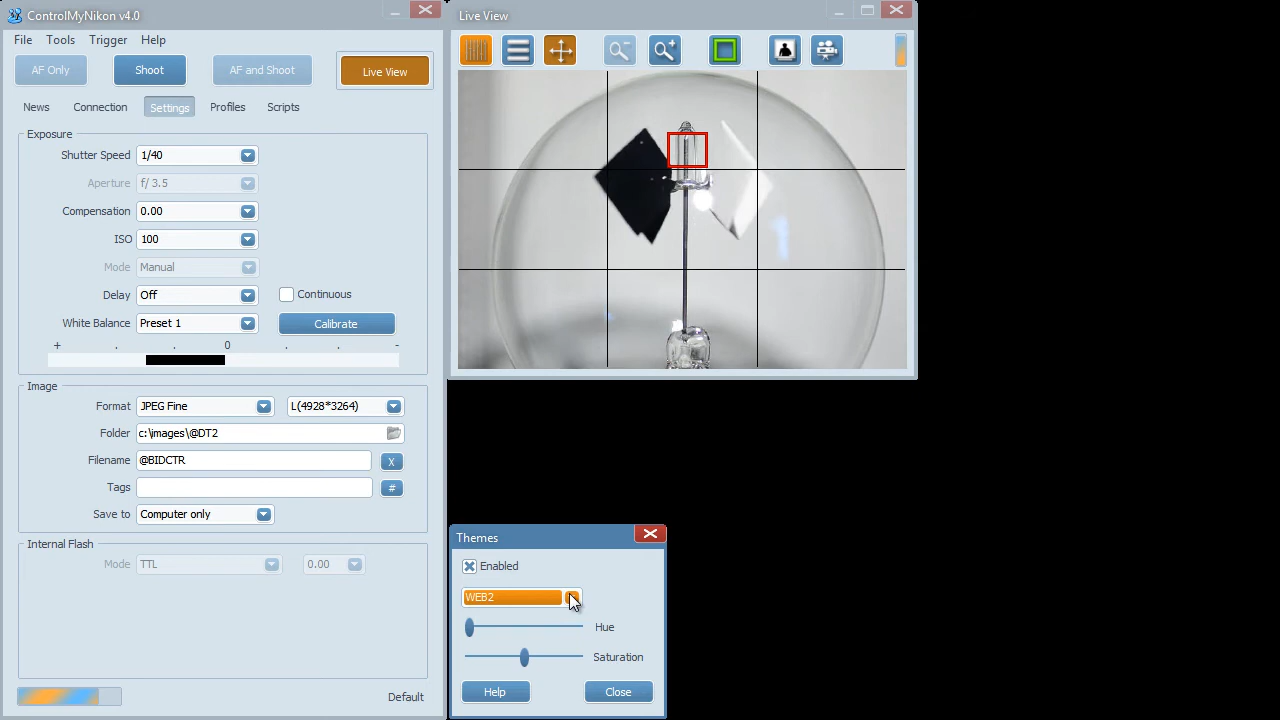 ControlMyNikon v4.0
File Tools Trigger Help
AF Only Shoot AF and Shoot Live View
News Connection Settings Profiles Scripts
Exposure
Shutter Speed 1/40
Aperture f/ 3.5
Compensation 0.00
ISO 100
Mode Manual
Delay Off Continuous
White Balance Preset 1 Calibrate
+ . . 0 . . -
Image
Format JPEG Fine L(4928*3264)
Folder c:\images\@DT2
Filename @BIDCTR X
Tags #
Save to Computer only
Internal Flash
Mode TTL 0.00
Default
Live View
Themes
Enabled
WEB2
Hue
Saturation
Help Close